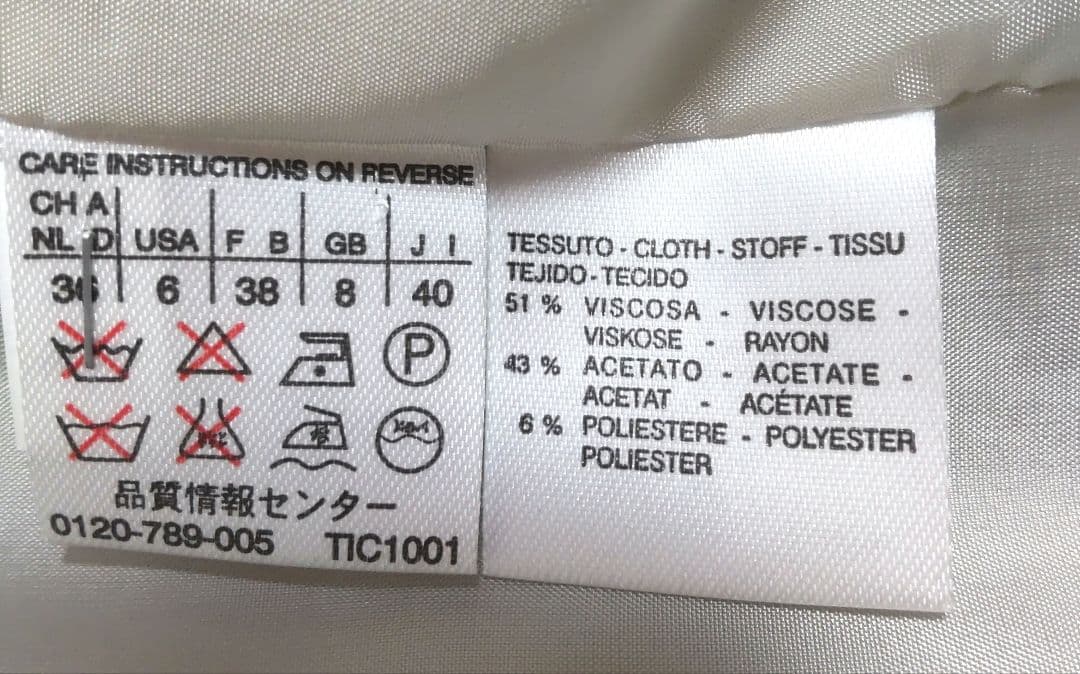 CARE INSTRUCTIONS ON REVERSE
CH A
NL D USA F B GB J I
36 6 38 8 40
P
品質情報センター
0120-789-005 TIC1001
TESSUTO - CLOTH - STOFF - TISSU
TEJIDO - TECIDO
51 % VISCOSA - VISCOSE -
VISKOSE - RAYON
43 % ACETATO - ACETATE -
ACETAT - ACÉTATE
6 % POLIESTERE - POLYESTER
POLIESTER